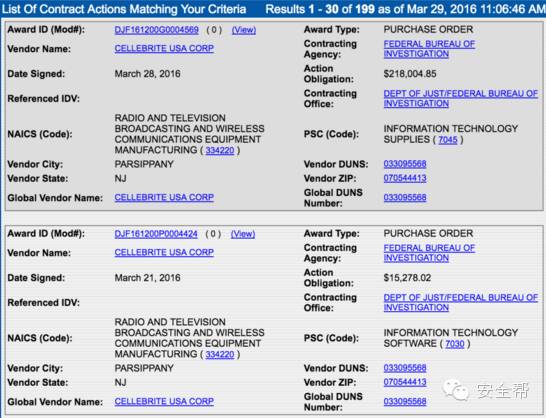 List Of Contract Actions Matching Your Criteria Results 1 - 30 of 199 as of Mar 29, 2016 11:06:46 AM
Award ID (Mod#): DJF161200G0004569 ( 0 ) (View) Award Type: PURCHASE ORDER
Vendor Name: CELLEBRITE USA CORP Contracting Agency: FEDERAL BUREAU OF INVESTIGATION
Date Signed: March 28, 2016 Action Obligation: $218,004.85
Referenced IDV: Contracting Office: DEPT OF JUST/FEDERAL BUREAU OF INVESTIGATION
NAICS (Code): RADIO AND TELEVISION BROADCASTING AND WIRELESS COMMUNICATIONS EQUIPMENT MANUFACTURING ( 334220 ) PSC (Code): INFORMATION TECHNOLOGY SUPPLIES ( 7045 )
Vendor City: PARSIPPANY Vendor DUNS: 033095568
Vendor State: NJ Vendor ZIP: 070544413
Global Vendor Name: CELLEBRITE USA CORP Global DUNS Number: 033095568
Award ID (Mod#): DJF161200P0004424 ( 0 ) (View) Award Type: PURCHASE ORDER
Vendor Name: CELLEBRITE USA CORP Contracting Agency: FEDERAL BUREAU OF INVESTIGATION
Date Signed: March 21, 2016 Action Obligation: $15,278.02
Referenced IDV: Contracting Office: DEPT OF JUST/FEDERAL BUREAU OF INVESTIGATION
NAICS (Code): RADIO AND TELEVISION BROADCASTING AND WIRELESS COMMUNICATIONS EQUIPMENT MANUFACTURING ( 334220 ) PSC (Code): INFORMATION TECHNOLOGY SOFTWARE ( 7030 )
Vendor City: PARSIPPANY Vendor DUNS: 033095568
Vendor State: NJ Vendor ZIP: 070544413
Global Vendor Name: CELLEBRITE USA CORP Global DUNS Number: 033095568
安全帮